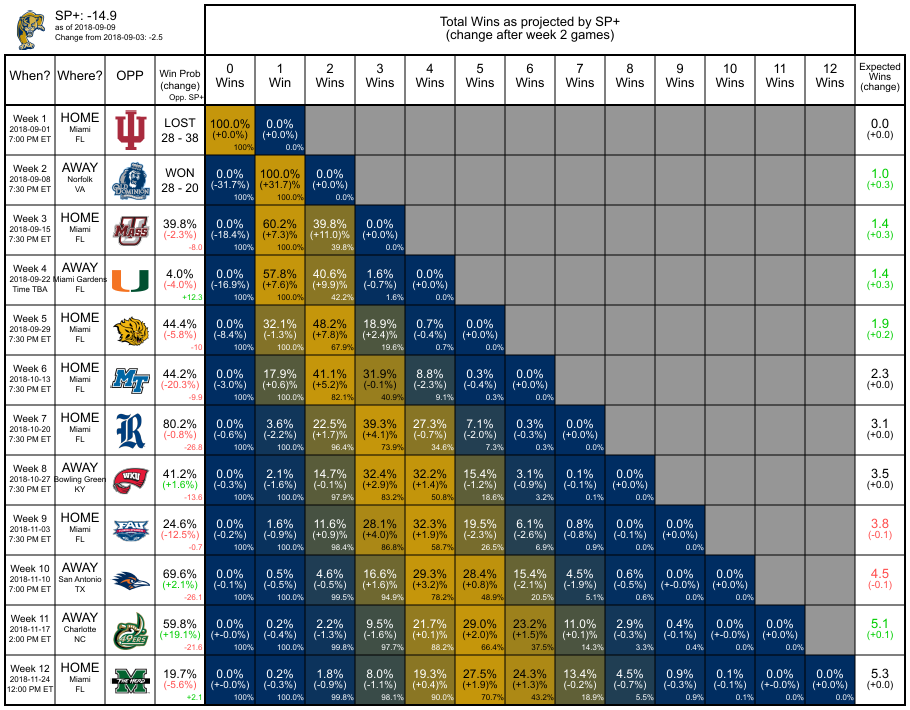 SP+: -14.9
as of 2018-09-09
Change from 2018-09-03: -2.5
Total Wins as projected by SP+
(change after week 2 games)
When? Where? OPP Win Prob (change) Opp. SP+ 0 Wins 1 Win 2 Wins 3 Wins 4 Wins 5 Wins 6 Wins 7 Wins 8 Wins 9 Wins 10 Wins 11 Wins 12 Wins Expected Wins (change)
Week 1 HOME LOST 100.0% 0.0% 0.0
2018-09-01 Miami (+0.0%) (+0.0%) (+0.0)
7:00 PM ET FL 28 - 38 100% 0.0%
Week 2 AWAY WON 0.0% 100.0% 0.0% 1.0
2018-09-08 Norfolk OLD DOMINION (-31.7%) (+31.7)% (+0.0%) (+0.3)
7:30 PM ET VA 28 - 20 100% 100.0% 0.0%
Week 3 HOME 39.8% 0.0% 60.2% 39.8% 0.0% 1.4
2018-09-15 Miami MASS (-2.3%) (-18.4%) (+7.3)% (+11.0%) (+0.0%) (+0.3)
7:30 PM ET FL -8.0 100% 100.0% 39.8% 0.0%
Week 4 AWAY 4.0% 0.0% 57.8% 40.6% 1.6% 0.0% 1.4
2018-09-22 Miami Gardens (-4.0%) (-16.9%) (+7.6)% (+9.9%) (-0.7%) (+0.0%) (+0.3)
Time TBA FL +12.3 100% 100.0% 42.2% 1.6% 0.0%
Week 5 HOME 44.4% 0.0% 32.1% 48.2% 18.9% 0.7% 0.0% 1.9
2018-09-29 Miami (-5.8%) (-8.4%) (-1.3%) (+7.8%) (+2.4)% (-0.4%) (+0.0%) (+0.2)
7:30 PM ET FL -10 100% 100.0% 67.9% 19.6% 0.7% 0.0%
Week 6 HOME 44.2% 0.0% 17.9% 41.1% 31.9% 8.8% 0.3% 0.0% 2.3
2018-10-13 Miami MT (-20.3%) (-3.0%) (+0.6)% (+5.2)% (-0.1%) (-2.3%) (-0.4%) (+0.0%) (+0.0)
7:30 PM ET FL -9.9 100% 100.0% 82.1% 40.9% 9.1% 0.3% 0.0%
Week 7 HOME R 80.2% 0.0% 3.6% 22.5% 39.3% 27.3% 7.1% 0.3% 0.0% 3.1
2018-10-20 Miami (-0.8%) (-0.6%) (-2.2%) (+1.7)% (+4.1)% (-0.7%) (-2.0%) (-0.3%) (+0.0%) (+0.0)
7:30 PM ET FL -26.8 100% 100.0% 96.4% 73.9% 34.6% 7.3% 0.3% 0.0%
Week 8 AWAY 41.2% 0.0% 2.1% 14.7% 32.4% 32.2% 15.4% 3.1% 0.1% 0.0% 3.5
2018-10-27 Bowling Green WKU (+1.6%) (-0.3%) (-1.6%) (-0.1%) (+2.9)% (+1.4)% (-1.2%) (-0.9%) (-0.1%) (+0.0%) (+0.0)
7:30 PM ET KY -13.6 100% 100.0% 97.9% 83.2% 50.8% 18.6% 3.2% 0.1% 0.0%
Week 9 HOME 24.6% 0.0% 1.6% 11.6% 28.1% 32.3% 19.5% 6.1% 0.8% 0.0% 0.0% 3.8
2018-11-03 Miami FAU (-12.5%) (-0.2%) (-0.9%) (+0.9)% (+4.0)% (+1.9)% (-2.3%) (-2.6%) (-0.8%) (-0.1%) (+0.0%) (-0.1)
7:30 PM ET FL -0.7 100% 100.0% 98.4% 86.8% 58.7% 26.5% 6.9% 0.9% 0.0% 0.0%
Week 10 AWAY 69.6% 0.0% 0.5% 4.6% 16.6% 29.3% 28.4% 15.4% 4.5% 0.6% 0.0% 0.0% 4.5
2018-11-10 San Antonio (+2.1%) (-0.1%) (-0.5%) (-0.5%) (+1.6)% (+3.2)% (+0.8)% (-2.1%) (-1.9%) (-0.5%) (+0.0%) (+0.0%) (-0.1)
7:00 PM ET TX -26.1 100% 100.0% 99.5% 94.9% 78.2% 48.9% 20.5% 5.1% 0.6% 0.0% 0.0%
Week 11 AWAY 59.8% 0.0% 0.2% 2.2% 9.5% 21.7% 29.0% 23.2% 11.0% 2.9% 0.4% 0.0% 0.0% 5.1
2018-11-17 Charlotte (+19.1%) (+-0.0%) (-0.4%) (-1.3%) (-1.6%) (+0.1%) (+2.0)% (+1.5)% (+0.1)% (-0.3%) (-0.1%) (-0.0%) (+0.0%) (+0.1)
2:00 PM ET NC -21.6 100% 100.0% 99.8% 97.7% 88.2% 66.4% 37.5% 14.3% 3.3% 0.4% 0.0% 0.0%
Week 12 HOME 19.7% 0.0% 0.2% 1.8% 8.0% 19.3% 27.5% 24.3% 13.4% 4.5% 0.9% 0.1% 0.0% 0.0% 5.3
2018-11-24 Miami THE HERD (-5.6%) (+-0.0%) (-0.3%) (-0.9%) (-1.1%) (+0.4)% (+1.9)% (+1.3)% (-0.2%) (-0.7%) (-0.3%) (-0.1%) (+0.0%) (+0.0%) (+0.0)
12:00 PM ET FL +2.1 100% 100.0% 99.8% 98.1% 90.0% 70.7% 43.2% 18.9% 5.5% 0.9% 0.1% 0.0% 0.0%